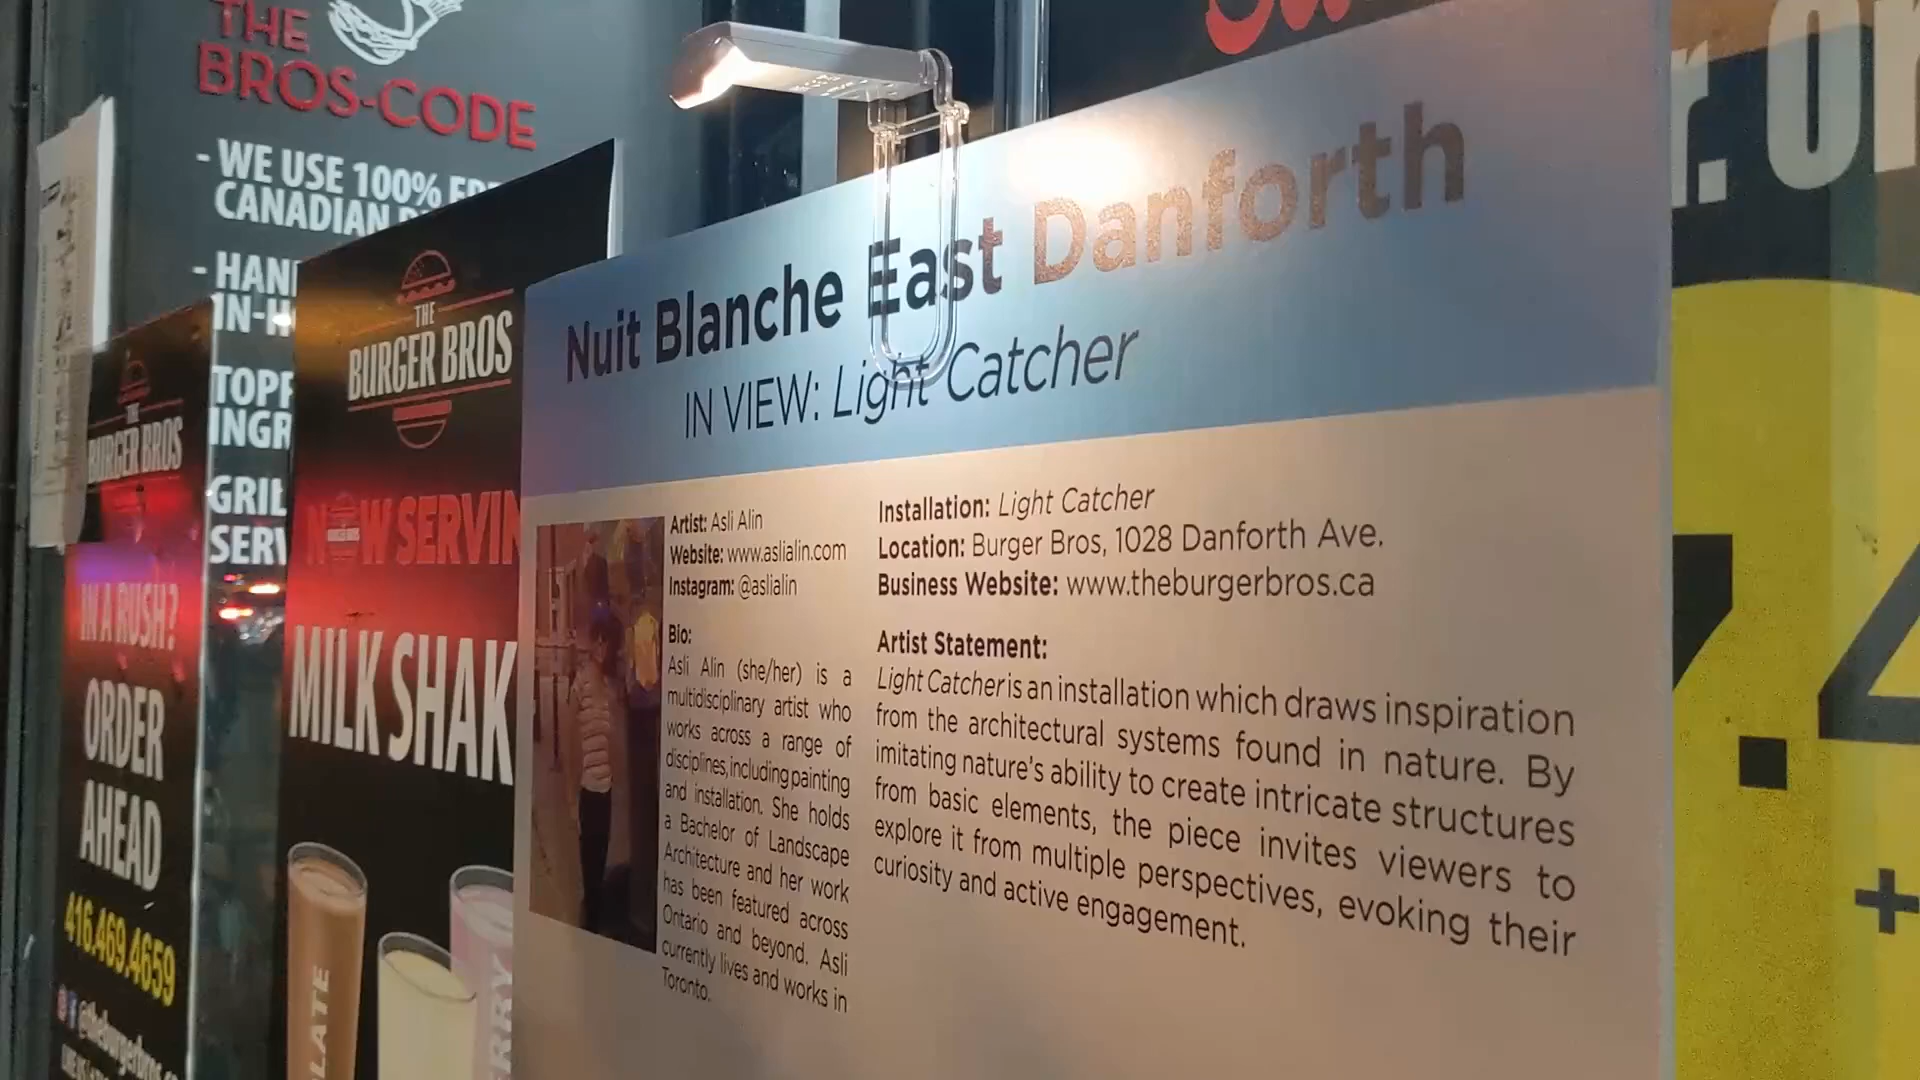 THE
BROS-CODE
- WE USE 100%
CANADIAN
- HAN
IN-H
TOPP
INGR
GRIL
SERV
THE
BURGER BROS
IN A RUSH?
ORDER
AHEAD
416.469.4659
@theburgerbros.c
THE
BURGER BROS
NOW SERVIN
MILK SHAK
LATE
RRY
Nuit Blanche East Danforth
IN VIEW: Light Catcher
Artist: Asli Alin
Website: www.aslialin.com
Instagram: @aslialin
Bio:
Asli Alin (she/her) is a
multidisciplinary artist who
works across a range of
disciplines, including painting
and installation. She holds
a Bachelor of Landscape
Architecture and her work
has been featured across
Ontario and beyond. Asli
currently lives and works in
Toronto.
Installation: Light Catcher
Location: Burger Bros, 1028 Danforth Ave.
Business Website: www.theburgerbros.ca
Artist Statement:
Light Catcher is an installation which draws inspiration
from the architectural systems found in nature. By
imitating nature's ability to create intricate structures
from basic elements, the piece invites viewers to
explore it from multiple perspectives, evoking their
curiosity and active engagement.
r. or
7.4
+